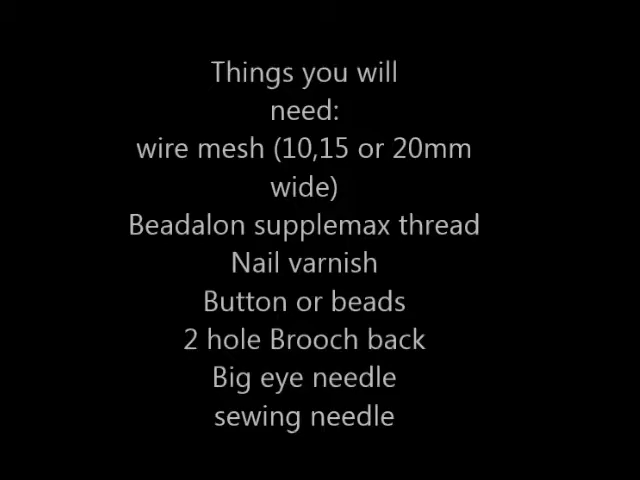 Things you will
need:
wire mesh (10,15 or 20mm
wide)
Beadalon supplemax thread
Nail varnish
Button or beads
2 hole Brooch back
Big eye needle
sewing needle